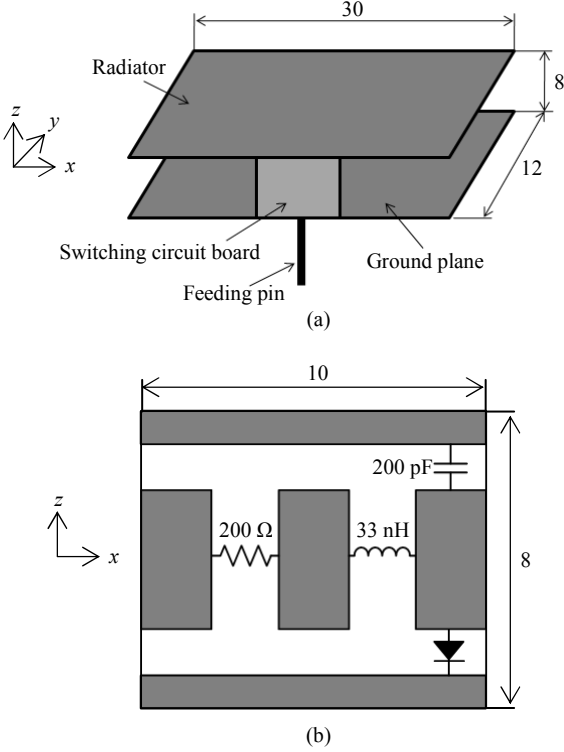 30
Radiator
8
z
y
x
12
Switching circuit board
Ground plane
Feeding pin
(a)
10
200 pF
z
200 Ω
33 nH
x
8
(b)